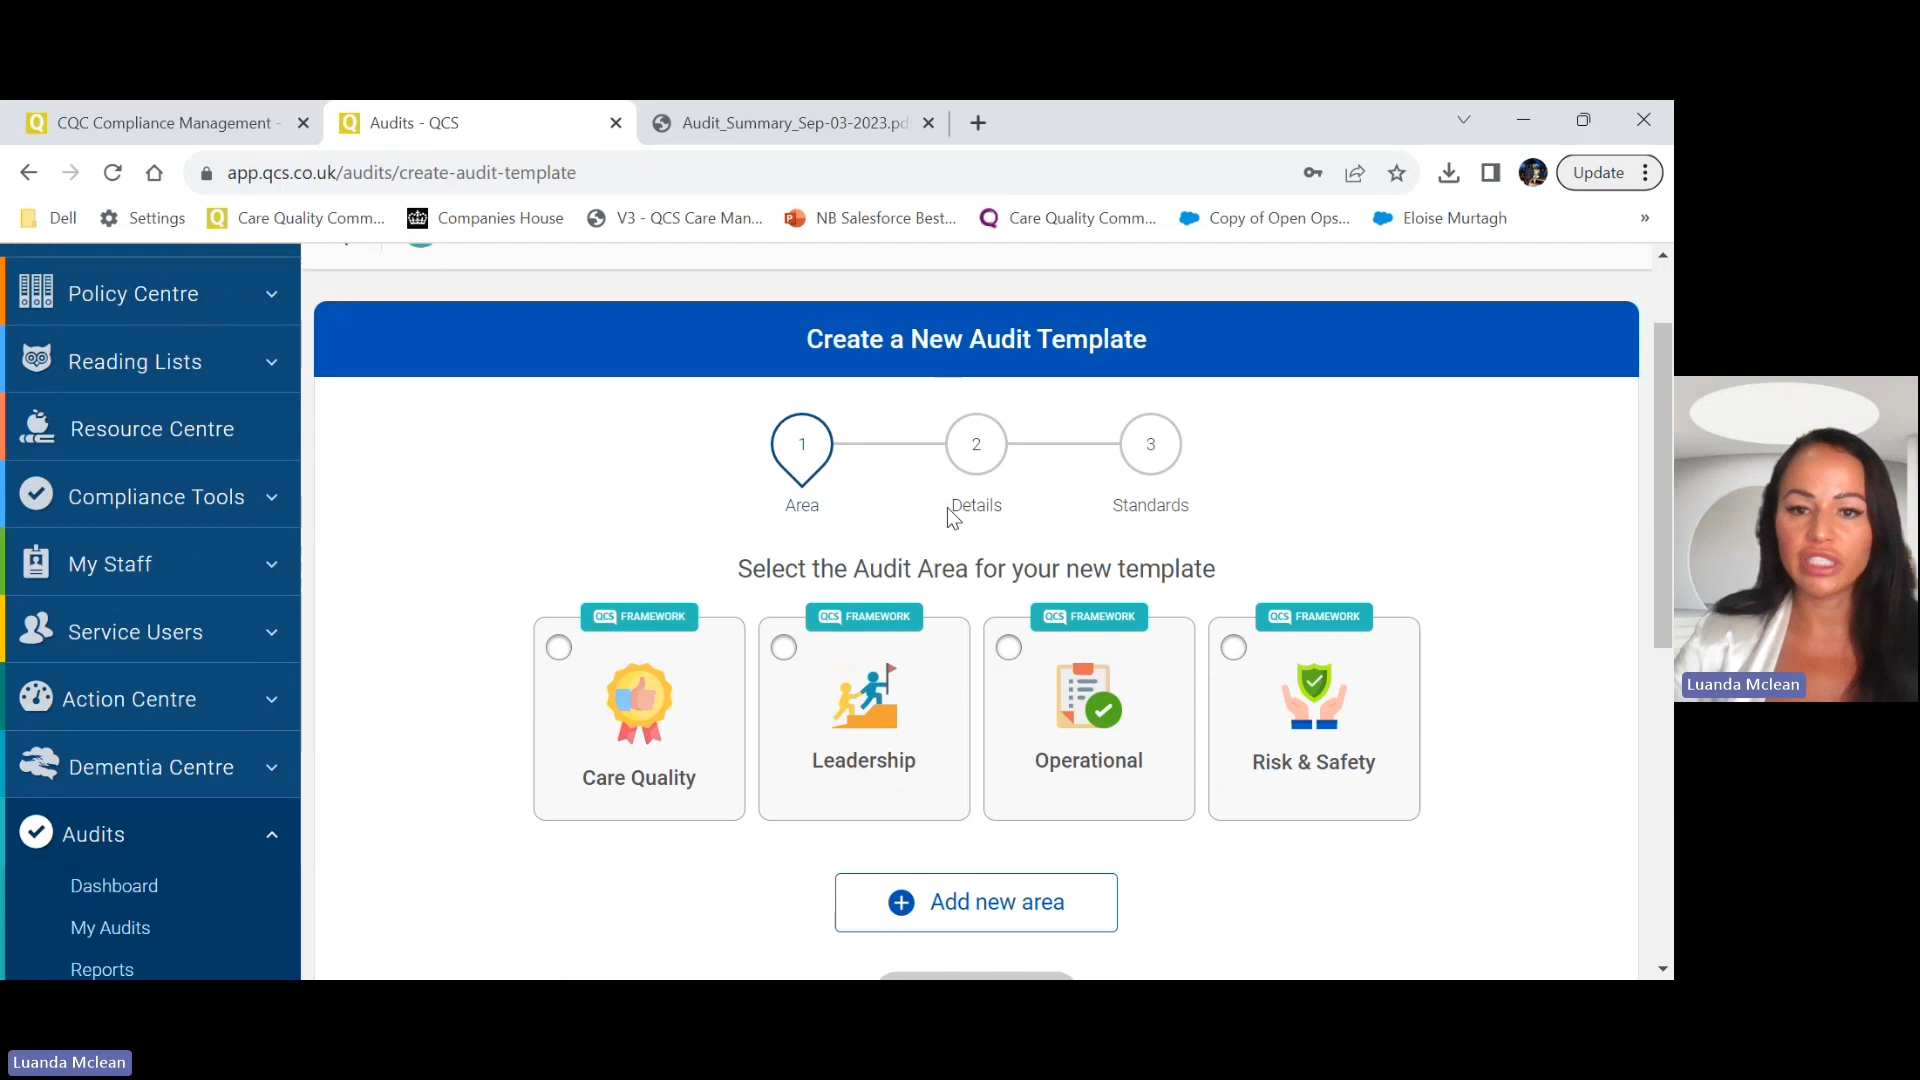 CQC Compliance Management -
Audits - QCS
Audit_Summary_Sep-03-2023.pd
app.qcs.co.uk/audits/create-audit-template
Update
Dell
Settings
Care Quality Comm...
Companies House
V3 - QCS Care Man...
NB Salesforce Best...
Care Quality Comm...
Copy of Open Ops...
Eloise Murtagh
»
Policy Centre
Reading Lists
Resource Centre
Compliance Tools
My Staff
Service Users
Action Centre
Dementia Centre
Audits
Dashboard
My Audits
Reports
Create a New Audit Template
1
2
3
Area
Details
Standards
Select the Audit Area for your new template
QCS FRAMEWORK
QCS FRAMEWORK
QCS FRAMEWORK
QCS FRAMEWORK
Care Quality
Leadership
Operational
Risk & Safety
Add new area
Luanda Mclean
Luanda Mclean